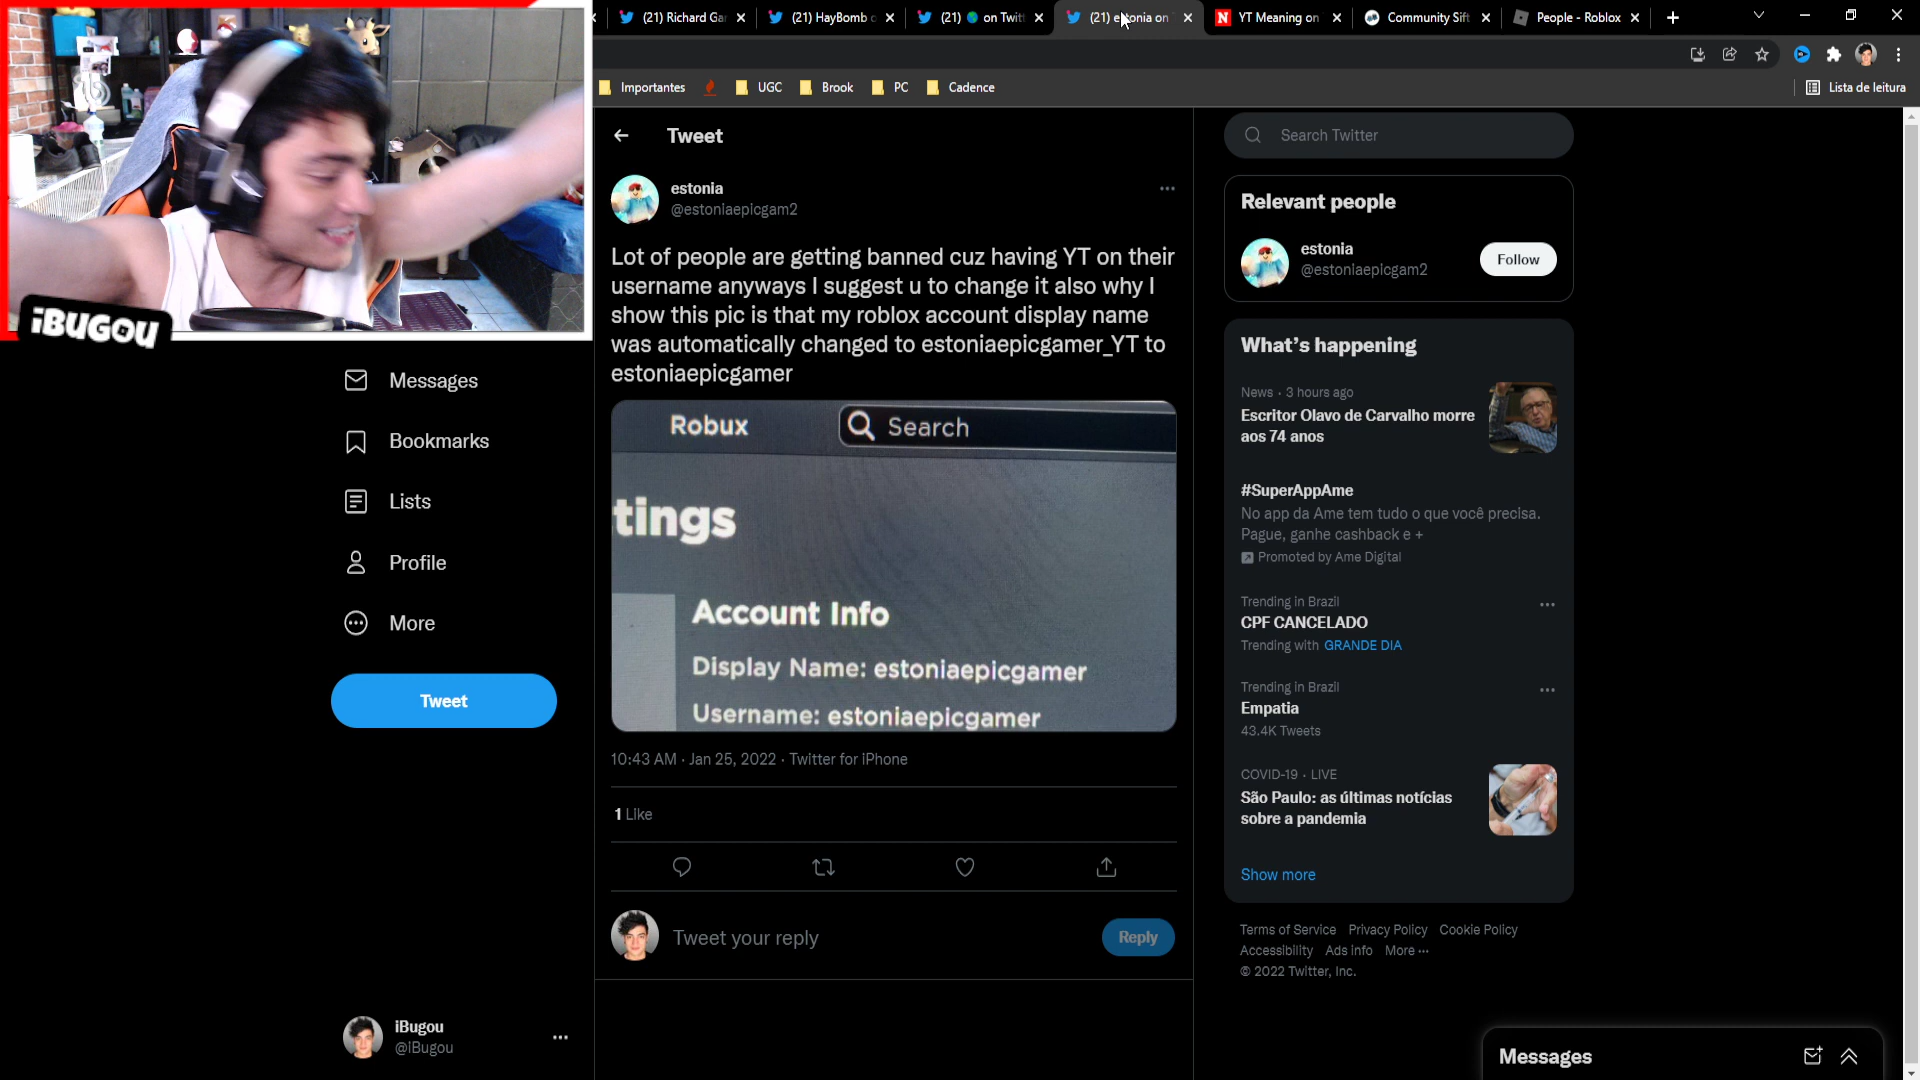 (21) Richard Gar
(21) HayBomb o
(21) on Twitt
(21) e onia on
YT Meaning on
Community Sift
People - Roblox
Importantes
UGC
Brook
PC
Cadence
Lista de leitura
iBUGOU
Messages
Bookmarks
Lists
Profile
More
Tweet
iBugou
@iBugou
Tweet
estonia
@estoniaepicgam2
Lot of people are getting banned cuz having YT on their
username anyways I suggest u to change it also why I
show this pic is that my roblox account display name
was automatically changed to estoniaepicgamer_YT to
estoniaepicgamer
Robux
Search
tings
Account Info
Display Name: estoniaepicgamer
Username: estoniaepicgamer
10:43 AM · Jan 25, 2022 · Twitter for iPhone
1 Like
Tweet your reply
Reply
Search Twitter
Relevant people
estonia
@estoniaepicgam2
Follow
What's happening
News · 3 hours ago
Escritor Olavo de Carvalho morre
aos 74 anos
#SuperAppAme
No app da Ame tem tudo o que você precisa.
Pague, ganhe cashback e +
Promoted by Ame Digital
Trending in Brazil
CPF CANCELADO
Trending with GRANDE DIA
Trending in Brazil
Empatia
43.4K Tweets
COVID-19 · LIVE
São Paulo: as últimas notícias
sobre a pandemia
Show more
Terms of Service Privacy Policy Cookie Policy
Accessibility Ads info More ···
© 2022 Twitter, Inc.
Messages